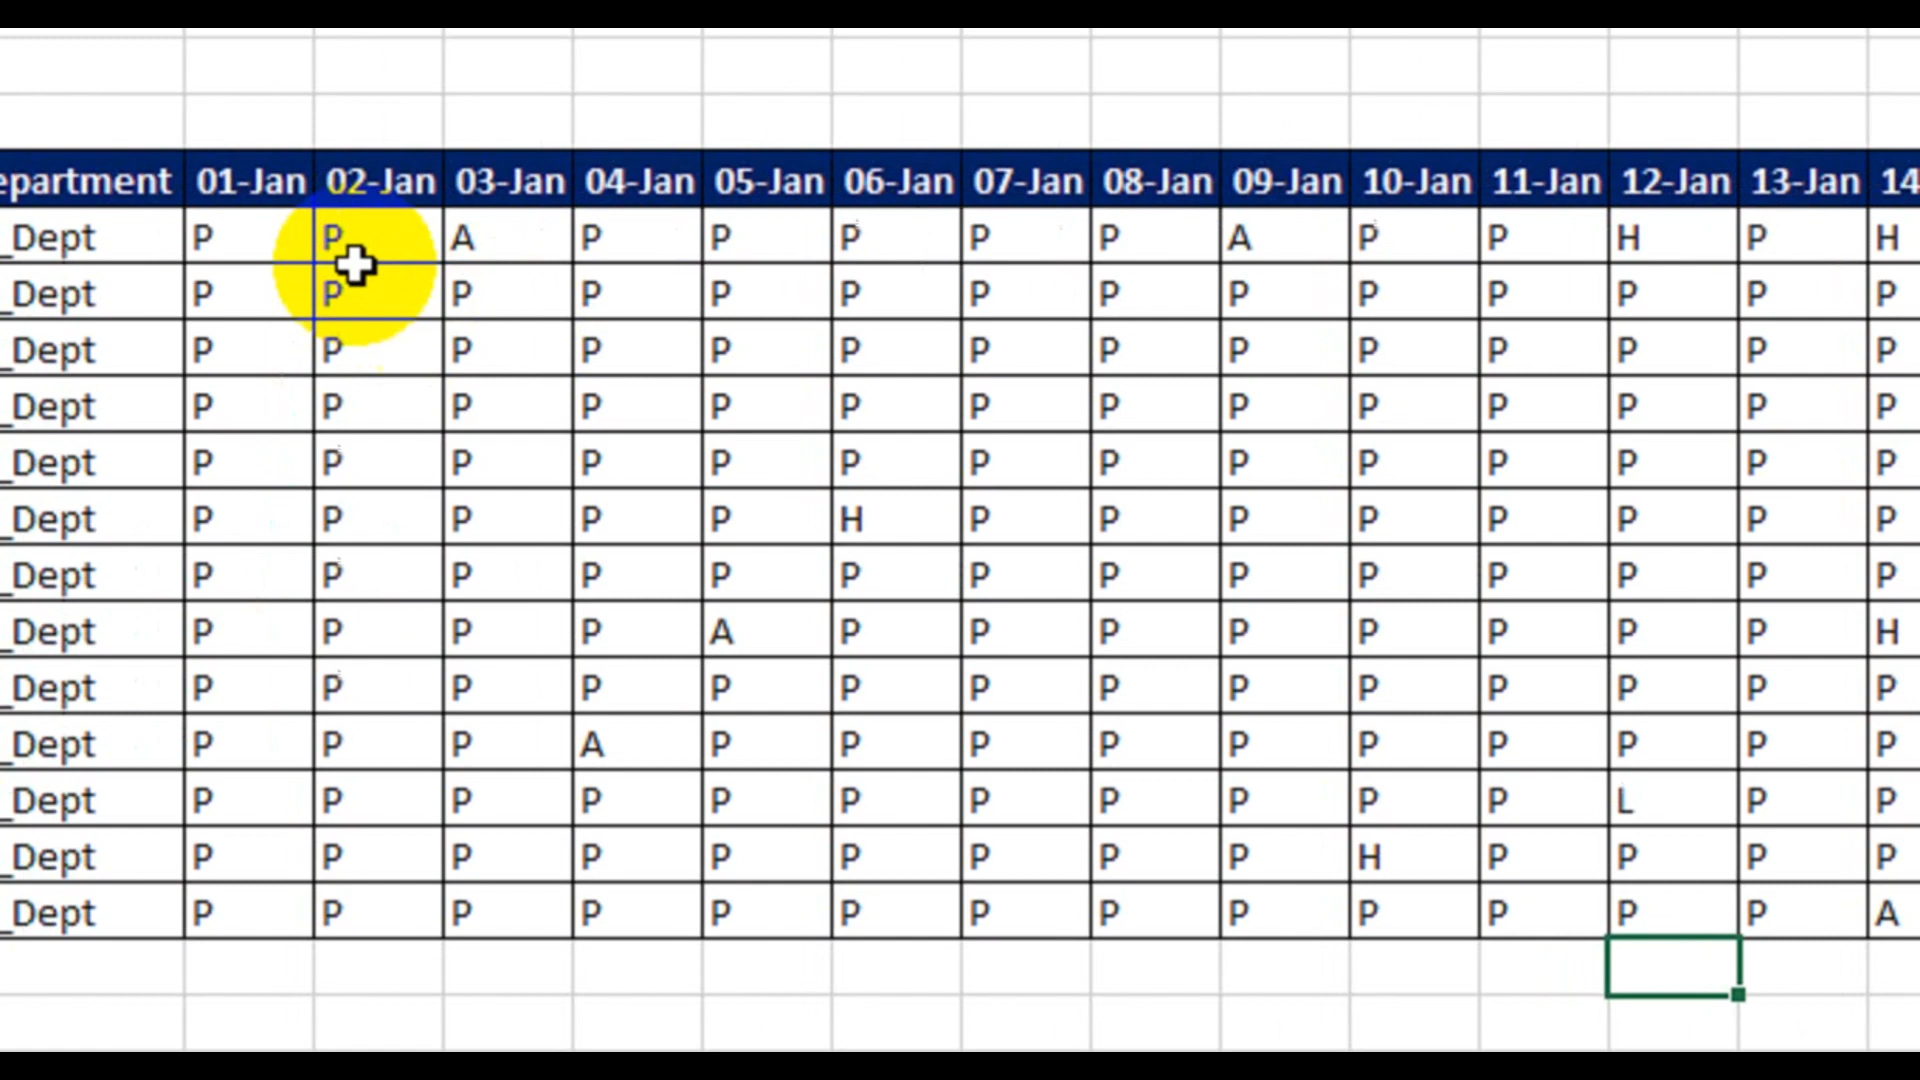 epartment 01-Jan 02-Jan 03-Jan 04-Jan 05-Jan 06-Jan 07-Jan 08-Jan 09-Jan 10-Jan 11-Jan 12-Jan 13-Jan 14
_Dept P P A P P P P P A P P H P H
_Dept P P P P P P P P P P P P P P
_Dept P P P P P P P P P P P P P P
_Dept P P P P P P P P P P P P P P
_Dept P P P P P P P P P P P P P P
_Dept P P P P P H P P P P P P P P
_Dept P P P P P P P P P P P P P P
_Dept P P P P A P P P P P P P P H
_Dept P P P P P P P P P P P P P P
_Dept P P P A P P P P P P P P P P
_Dept P P P P P P P P P P P L P P
_Dept P P P P P P P P P H P P P P
_Dept P P P P P P P P P P P P P A